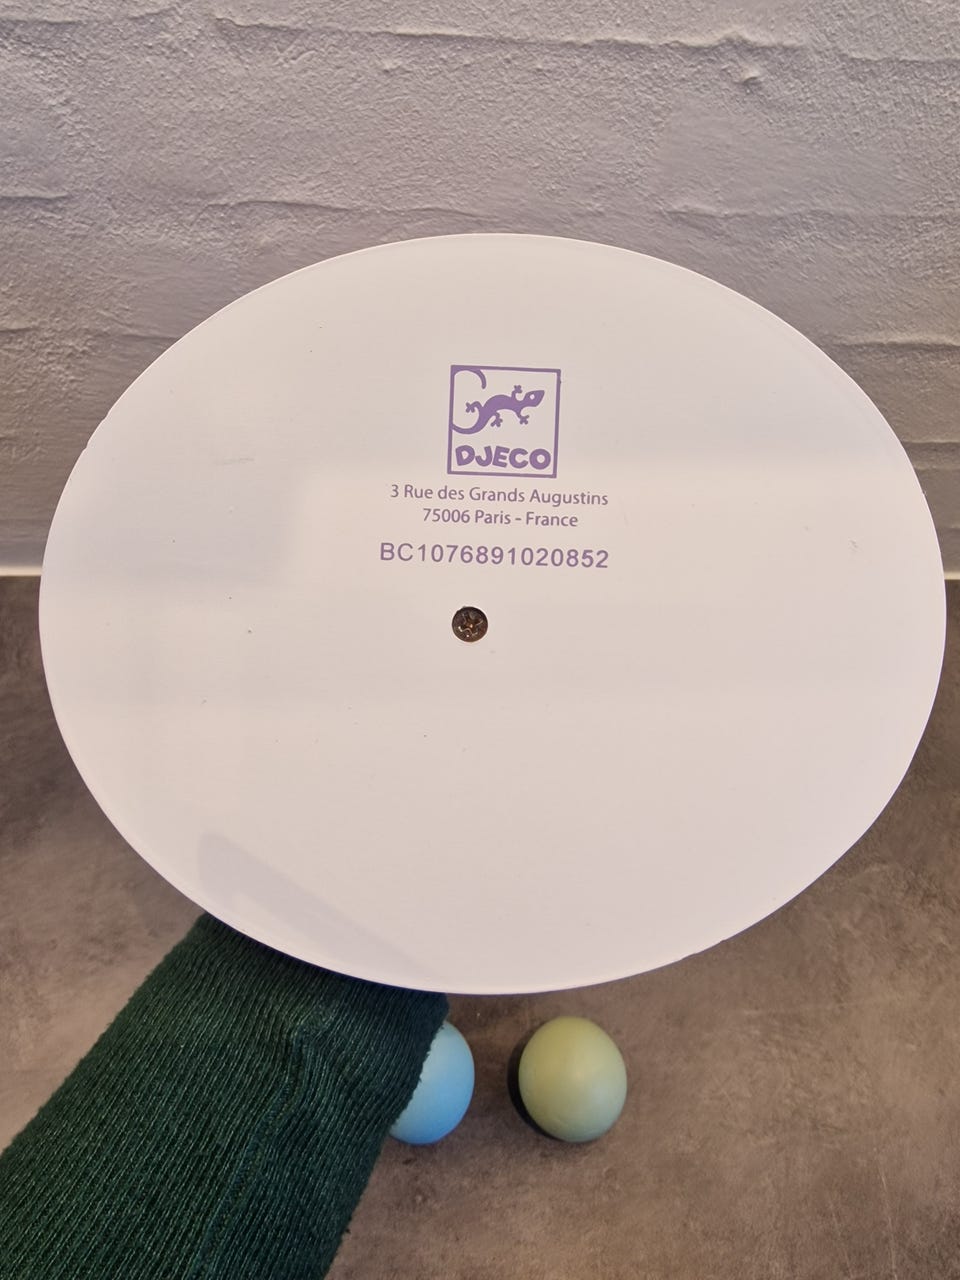 DJECO
3 Rue des Grands Augustins
75006 Paris - France
BC1076891020852